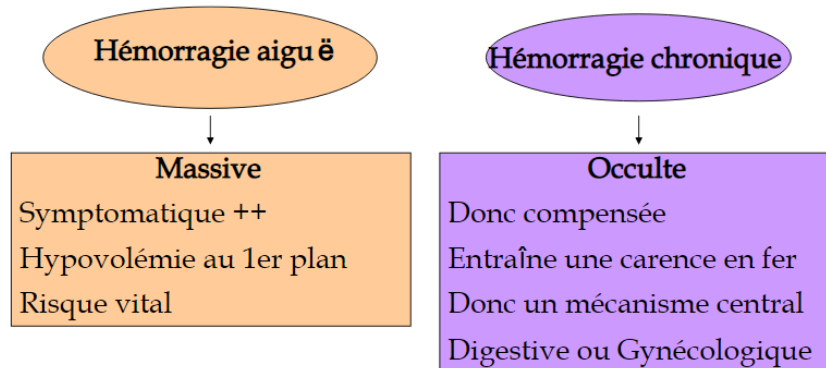 Hémorragie aiguë
Massive
Symptomatique ++
Hypovolémie au 1er plan
Risque vital
Hémorragie chronique
Occulte
Donc compensée
Entraîne une carence en fer
Donc un mécanisme central
Digestive ou Gynécologique